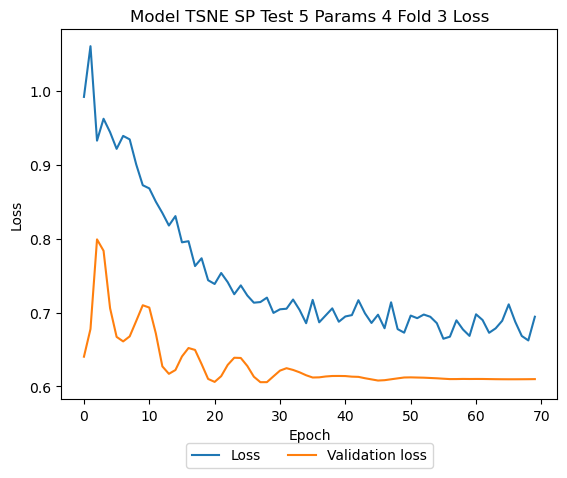 Model TSNE SP Test 5 Params 4 Fold 3 Loss
Loss
1.0
0.9
0.8
0.7
0.6
0 10 20 30 40 50 60 70
Epoch
Loss Validation loss